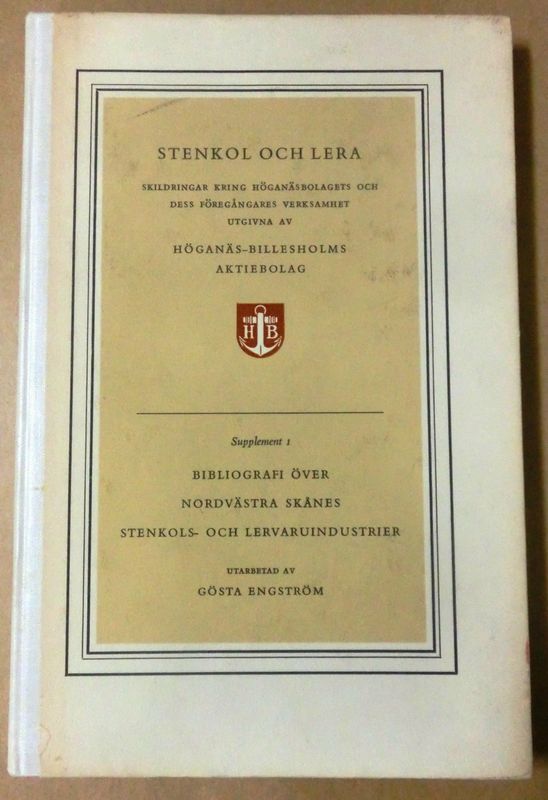 STENKOL OCH LERA
SKILDRINGAR KRING HÖGANÄSBOLAGETS OCH
DESS FÖREGÅNGARES VERKSAMHET
UTGIVNA AV
HÖGANÄS-BILLESHOLMS
AKTIEBOLAG
H B
Supplement 1
BIBLIOGRAFI ÖVER
NORDVÄSTRA SKÅNES
STENKOLS- OCH LERVARUINDUSTRIER
UTARBETAD AV
GÖSTA ENGSTRÖM